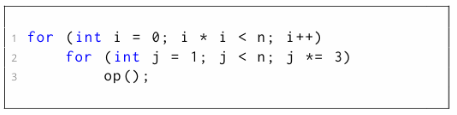 1 for (int i = 0; i * i < n; i++)
2 for (int j = 1; j < n; j *= 3)
3 op();